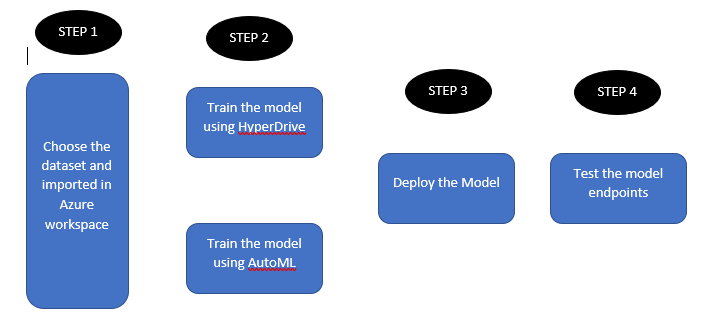 STEP 1
Choose the
dataset and
imported in
Azure
workspace
STEP 2
Train the model
using HyperDrive
Train the model
using AutoML
STEP 3
Deploy the Model
STEP 4
Test the model
endpoints